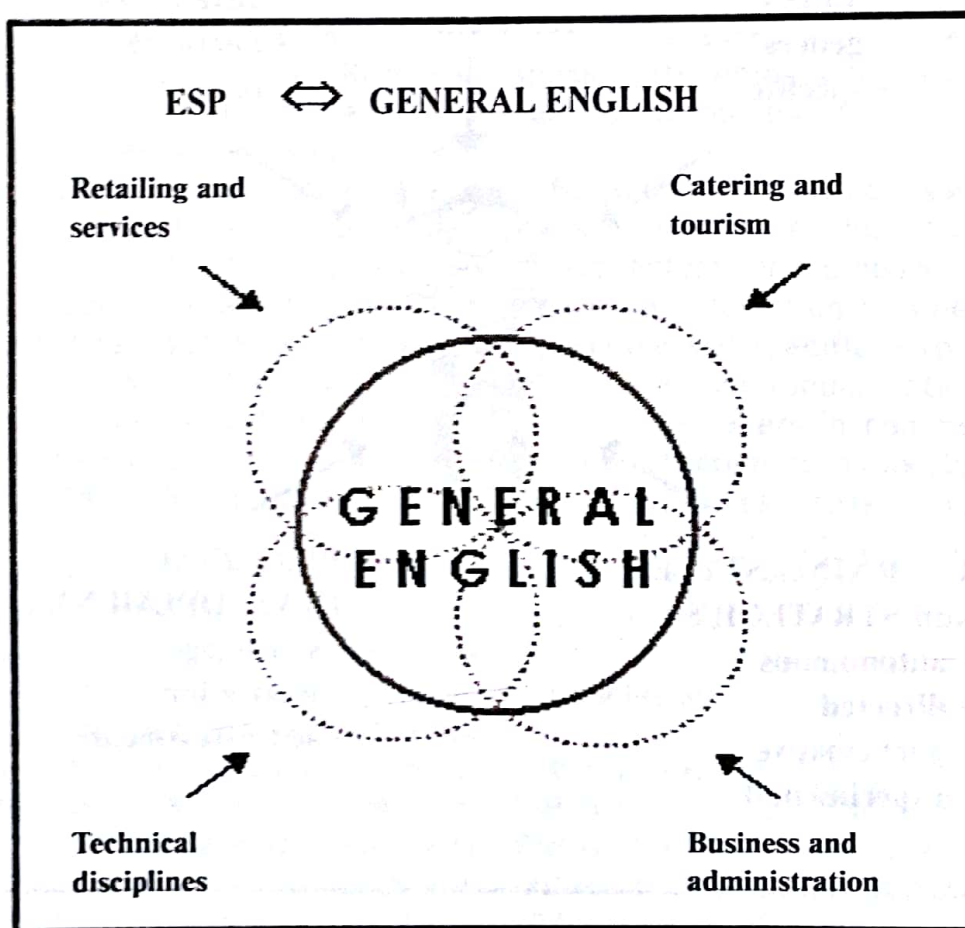 ESP ⇔ GENERAL ENGLISH
Retailing and
services
Catering and
tourism
GENERAL
ENGLISH
Technical
disciplines
Business and
administration